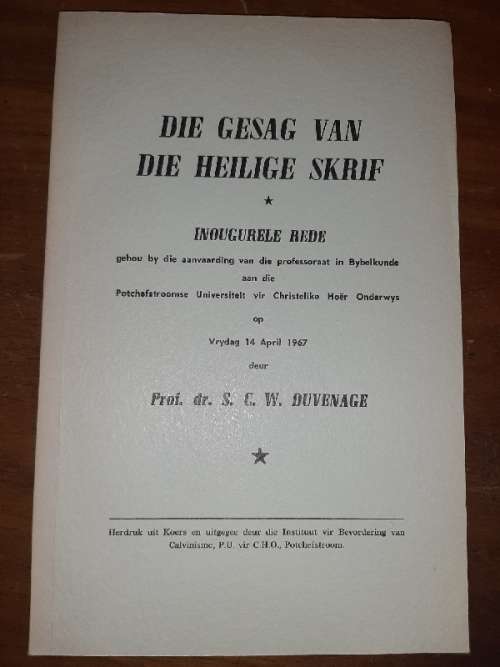 DIE GESAG VAN
DIE HEILIGE SKRIF
INOUGURELE REDE
gehou by die aanvaarding van die professoraat in Bybelkunde
aan die
Potchefstroomse Universiteit vir Christelike Hoër Onderwys
op
Vrydag 14 April 1967
deur
Prof. dr. S. C. W. DUVENAGE
Herdruk uit Koers en uitgegee deur die Instituut vir Bevordering van
Calvinisme, P.U. vir C.H.O., Potchefstroom.